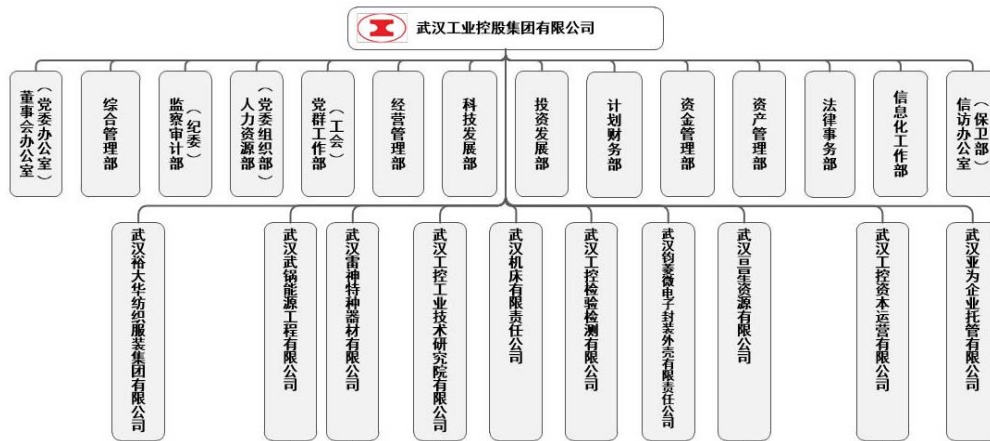 武汉工业控股集团有限公司
董事会办公室
（党委办公室）
综合管理部
监察审计部
（纪委）
人力资源部
（党委组织部）
党群工作部
（工会）
经营管理部
科技发展部
投资发展部
计划财务部
资金管理部
资产管理部
法律事务部
信息化工作部
信访办公室
（保卫部）
武汉裕大华纺织服装集团有限公司
武汉武锅能源工程有限公司
武汉雷神特种器材有限公司
武汉工控工业技术研究院有限公司
武汉机床有限责任公司
武汉工控检验检测有限公司
武汉钧菱微电子封装外壳有限责任公司
武汉亘星资源有限公司
武汉工控资本运营有限公司
武汉亚为企业托管有限公司